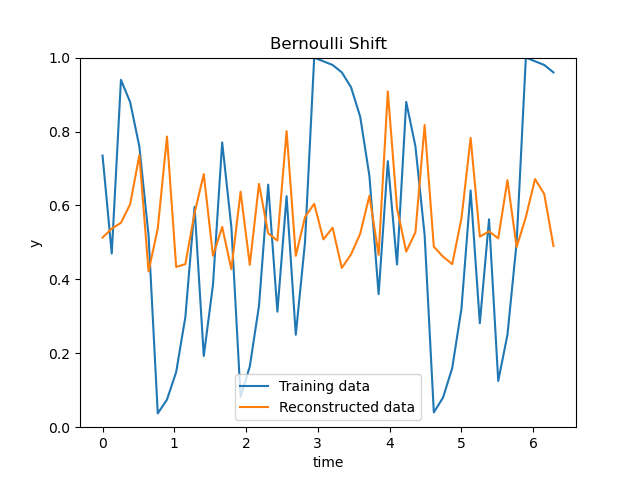 Bernoulli Shift
1.0
0.8
0.6
0.4
0.2
0.0
y
Training data
Reconstructed data
0 1 2 3 4 5 6
time